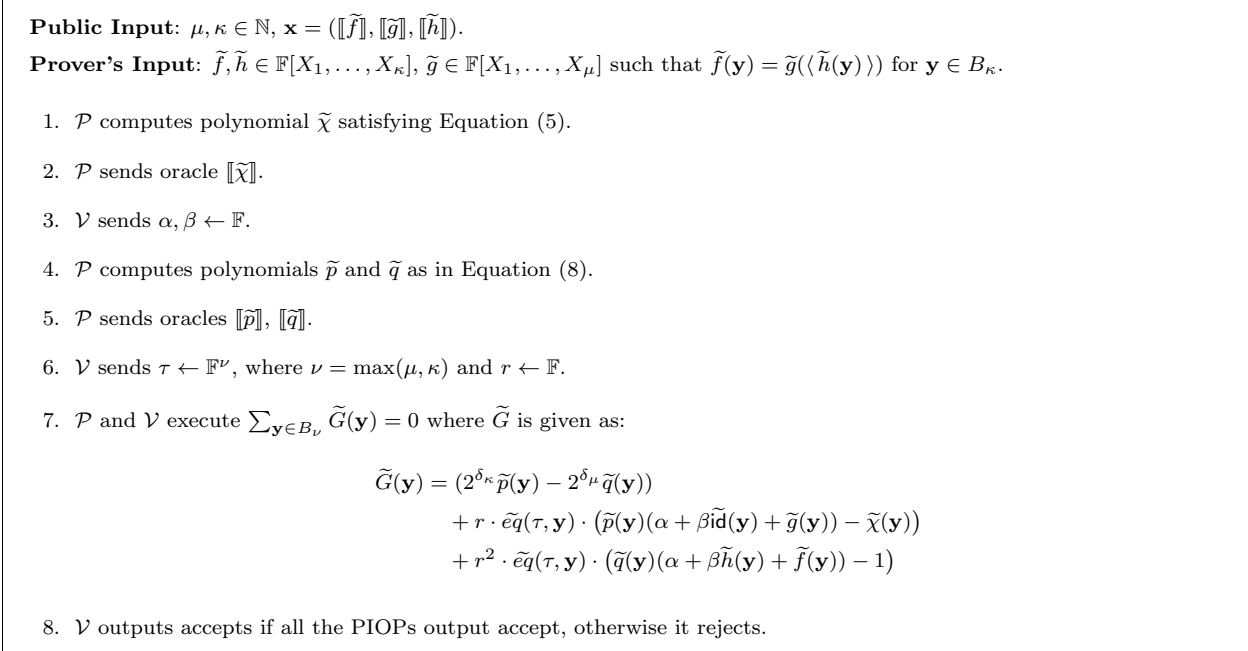 Public Input: μ, κ ∈ ℕ, 𝐱 = (⟦f̃⟧, ⟦g̃⟧, ⟦h̃⟧).
Prover's Input: f̃, h̃ ∈ 𝔽[X₁, . . . , X_κ], g̃ ∈ 𝔽[X₁, . . . , X_μ] such that f̃(𝐲) = g̃(⟨ h̃(𝐲) ⟩) for 𝐲 ∈ B_κ.
1. 𝒫 computes polynomial χ̃ satisfying Equation (5).
2. 𝒫 sends oracle ⟦χ̃⟧.
3. 𝒱 sends α, β ← 𝔽.
4. 𝒫 computes polynomials p̃ and q̃ as in Equation (8).
5. 𝒫 sends oracles ⟦p̃⟧, ⟦q̃⟧.
6. 𝒱 sends τ ← 𝔽^ν, where ν = max(μ, κ) and r ← 𝔽.
7. 𝒫 and 𝒱 execute ∑_{𝐲∈B_ν} G̃(𝐲) = 0 where G̃ is given as:
G̃(𝐲) = (2^{δ_κ} p̃(𝐲) − 2^{δ_μ} q̃(𝐲))
+ r · ẽq(τ, 𝐲) · (p̃(𝐲)(α + βĩd(𝐲) + g̃(𝐲)) − χ̃(𝐲))
+ r² · ẽq(τ, 𝐲) · (q̃(𝐲)(α + βh̃(𝐲) + f̃(𝐲)) − 1)
8. 𝒱 outputs accepts if all the PIOPs output accept, otherwise it rejects.